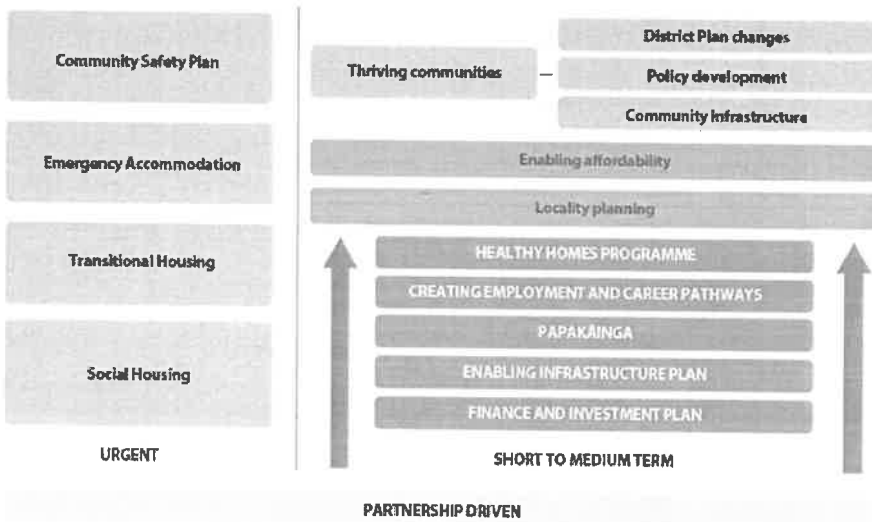 Community Safety Plan
Emergency Accommodation
Transitional Housing
Social Housing
URGENT
Thriving communities
District Plan changes
Policy development
Community Infrastructure
Enabling affordability
Locality planning
HEALTHY HOMES PROGRAMME
CREATING EMPLOYMENT AND CAREER PATHWAYS
PAPAKĀINGA
ENABLING INFRASTRUCTURE PLAN
FINANCE AND INVESTMENT PLAN
SHORT TO MEDIUM TERM
PARTNERSHIP DRIVEN